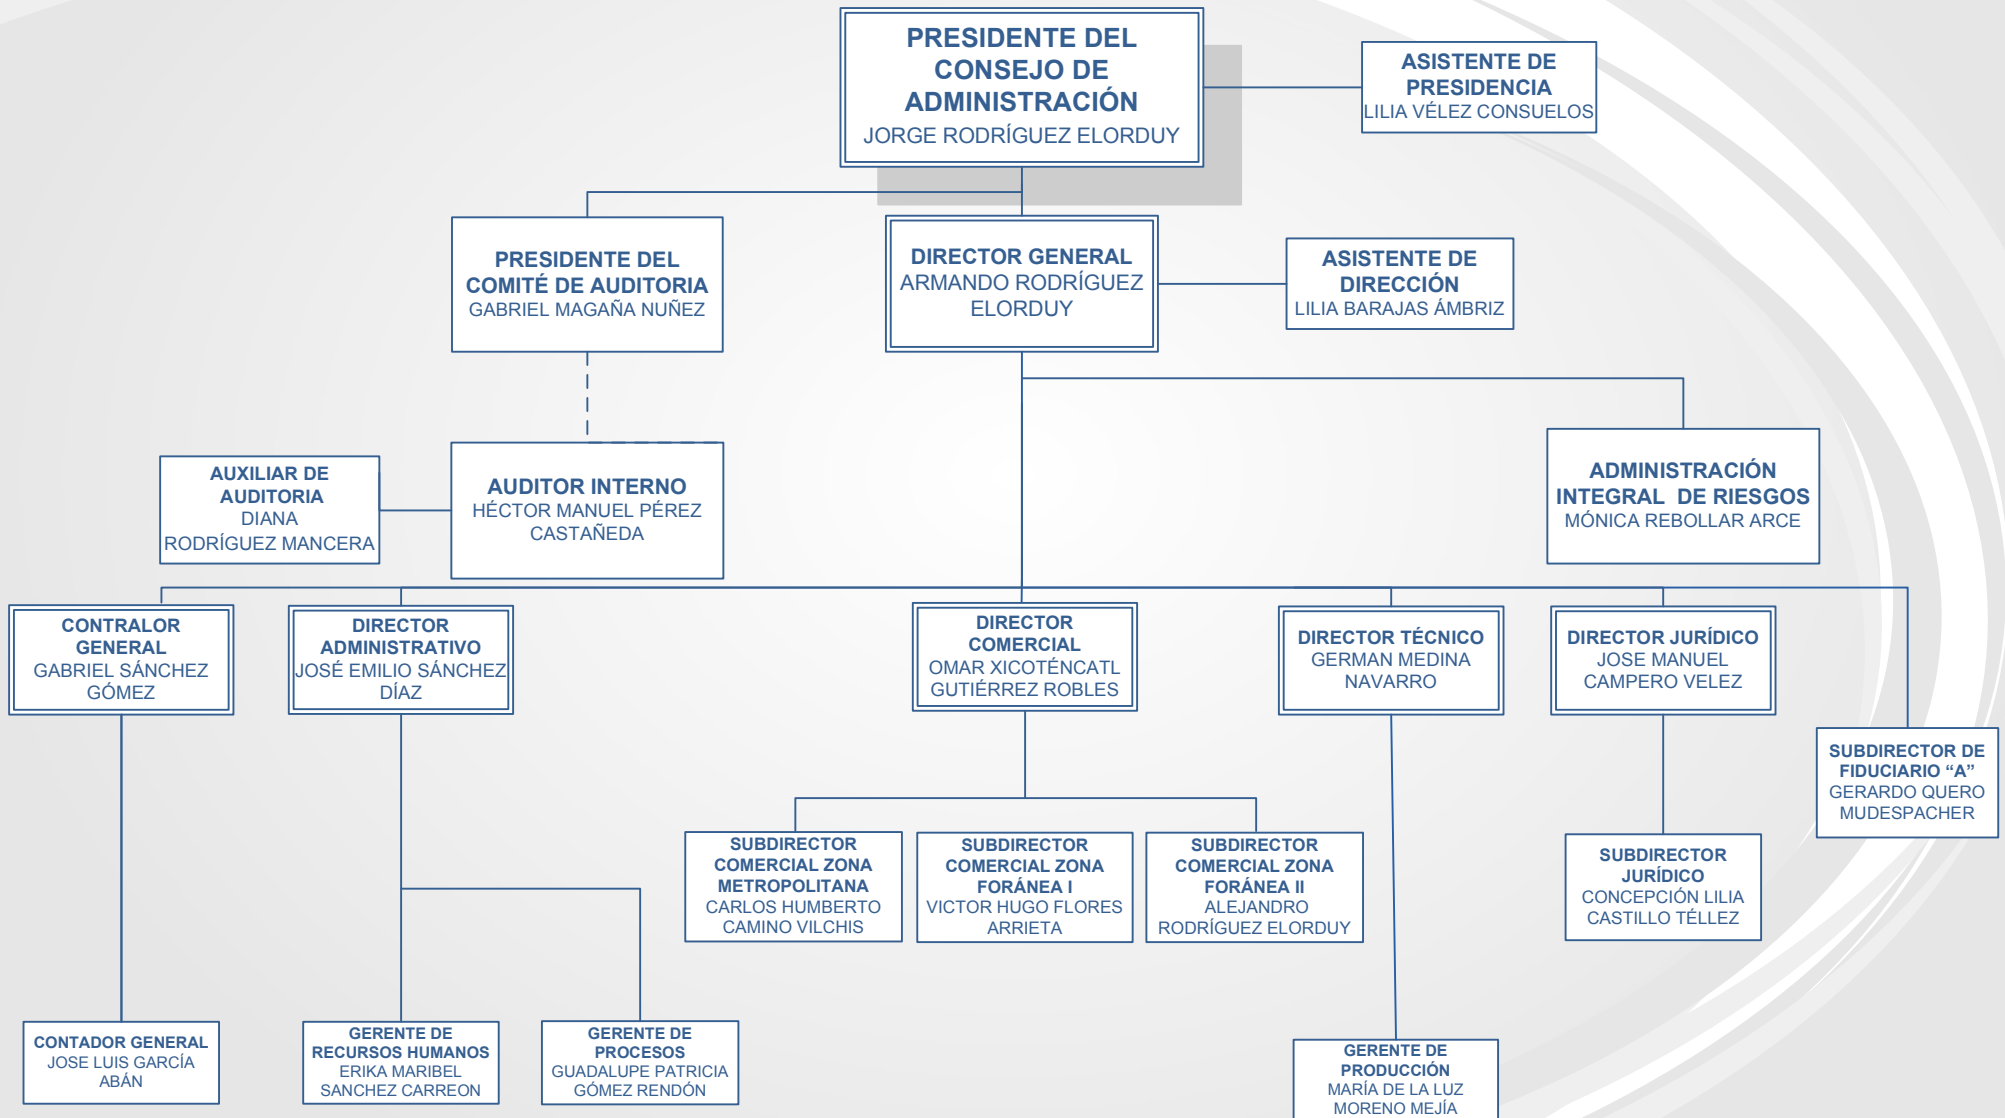 PRESIDENTE DEL
CONSEJO DE
ADMINISTRACIÓN
JORGE RODRÍGUEZ ELORDUY
ASISTENTE DE
PRESIDENCIA
LILIA VÉLEZ CONSUELOS
PRESIDENTE DEL
COMITÉ DE AUDITORIA
GABRIEL MAGAÑA NUÑEZ
DIRECTOR GENERAL
ARMANDO RODRÍGUEZ
ELORDUY
ASISTENTE DE
DIRECCIÓN
LILIA BARAJAS ÁMBRIZ
AUXILIAR DE
AUDITORIA
DIANA
RODRÍGUEZ MANCERA
AUDITOR INTERNO
HÉCTOR MANUEL PÉREZ
CASTAÑEDA
ADMINISTRACIÓN
INTEGRAL DE RIESGOS
MÓNICA REBOLLAR ARCE
CONTRALOR
GENERAL
GABRIEL SÁNCHEZ
GÓMEZ
DIRECTOR
ADMINISTRATIVO
JOSÉ EMILIO SÁNCHEZ
DÍAZ
DIRECTOR
COMERCIAL
OMAR XICOTÉNCATL
GUTIÉRREZ ROBLES
DIRECTOR TÉCNICO
GERMAN MEDINA
NAVARRO
DIRECTOR JURÍDICO
JOSE MANUEL
CAMPERO VELEZ
SUBDIRECTOR DE
FIDUCIARIO “A”
GERARDO QUERO
MUDESPACHER
SUBDIRECTOR
COMERCIAL ZONA
METROPOLITANA
CARLOS HUMBERTO
CAMINO VILCHIS
SUBDIRECTOR
COMERCIAL ZONA
FORÁNEA I
VICTOR HUGO FLORES
ARRIETA
SUBDIRECTOR
COMERCIAL ZONA
FORÁNEA II
ALEJANDRO
RODRÍGUEZ ELORDUY
SUBDIRECTOR
JURÍDICO
CONCEPCIÓN LILIA
CASTILLO TÉLLEZ
CONTADOR GENERAL
JOSE LUIS GARCÍA
ABÁN
GERENTE DE
RECURSOS HUMANOS
ERIKA MARIBEL
SANCHEZ CARREON
GERENTE DE
PROCESOS
GUADALUPE PATRICIA
GÓMEZ RENDÓN
GERENTE DE
PRODUCCIÓN
MARÍA DE LA LUZ
MORENO MEJÍA